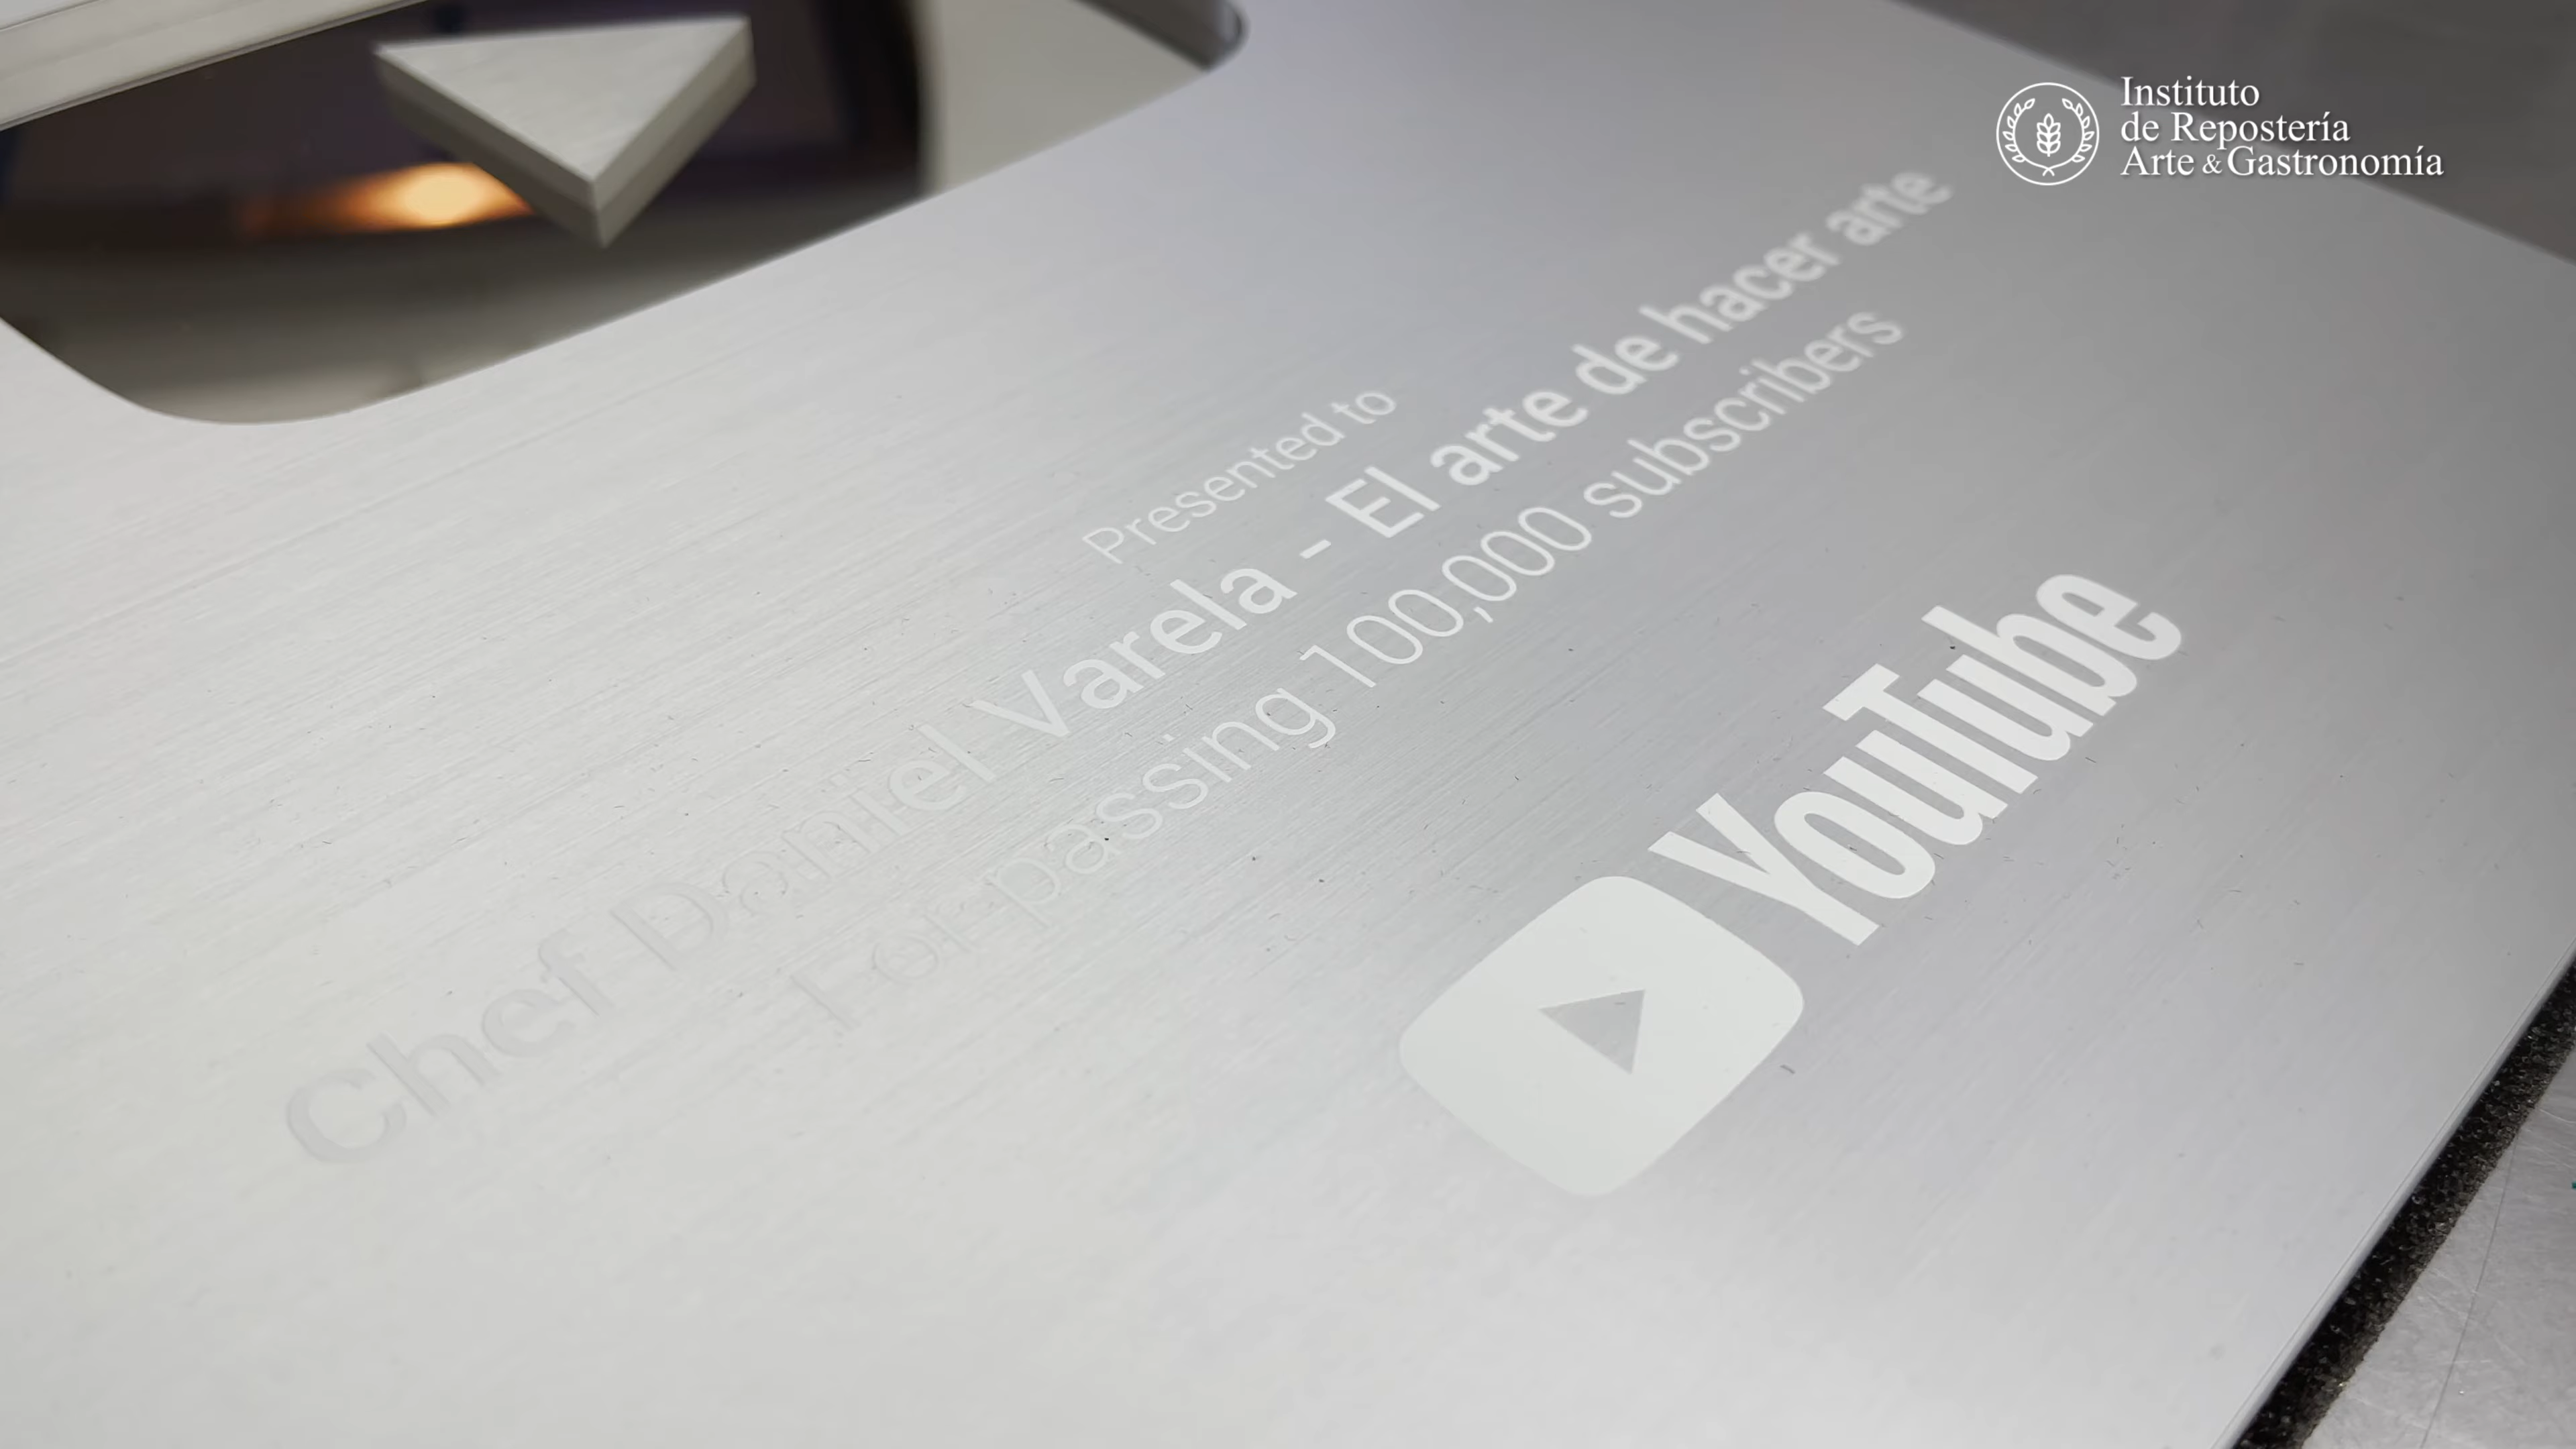 Instituto
de Repostería
Arte & Gastronomía
Presented to
Chef Daniel Varela - El arte de hacer arte
For passing 100,000 subscribers
YouTube